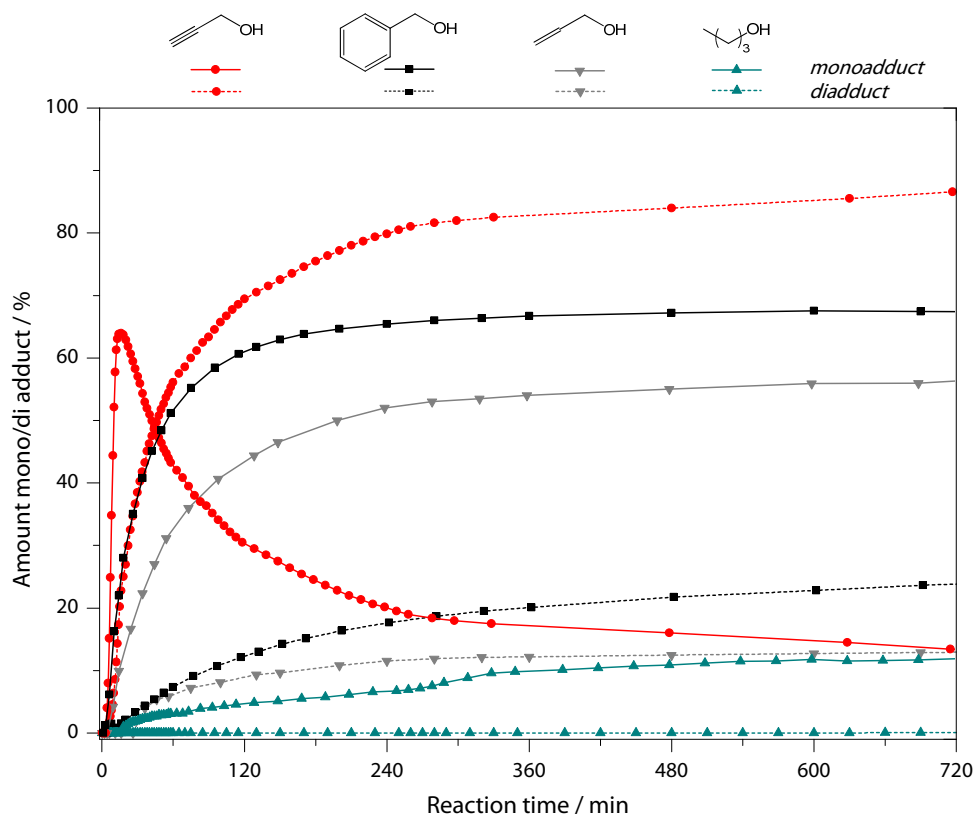 OH
OH
OH
( ) OH
3
monoadduct
diadduct
100
80
60
40
20
0
Amount mono/di adduct / %
0 120 240 360 480 600 720
Reaction time / min